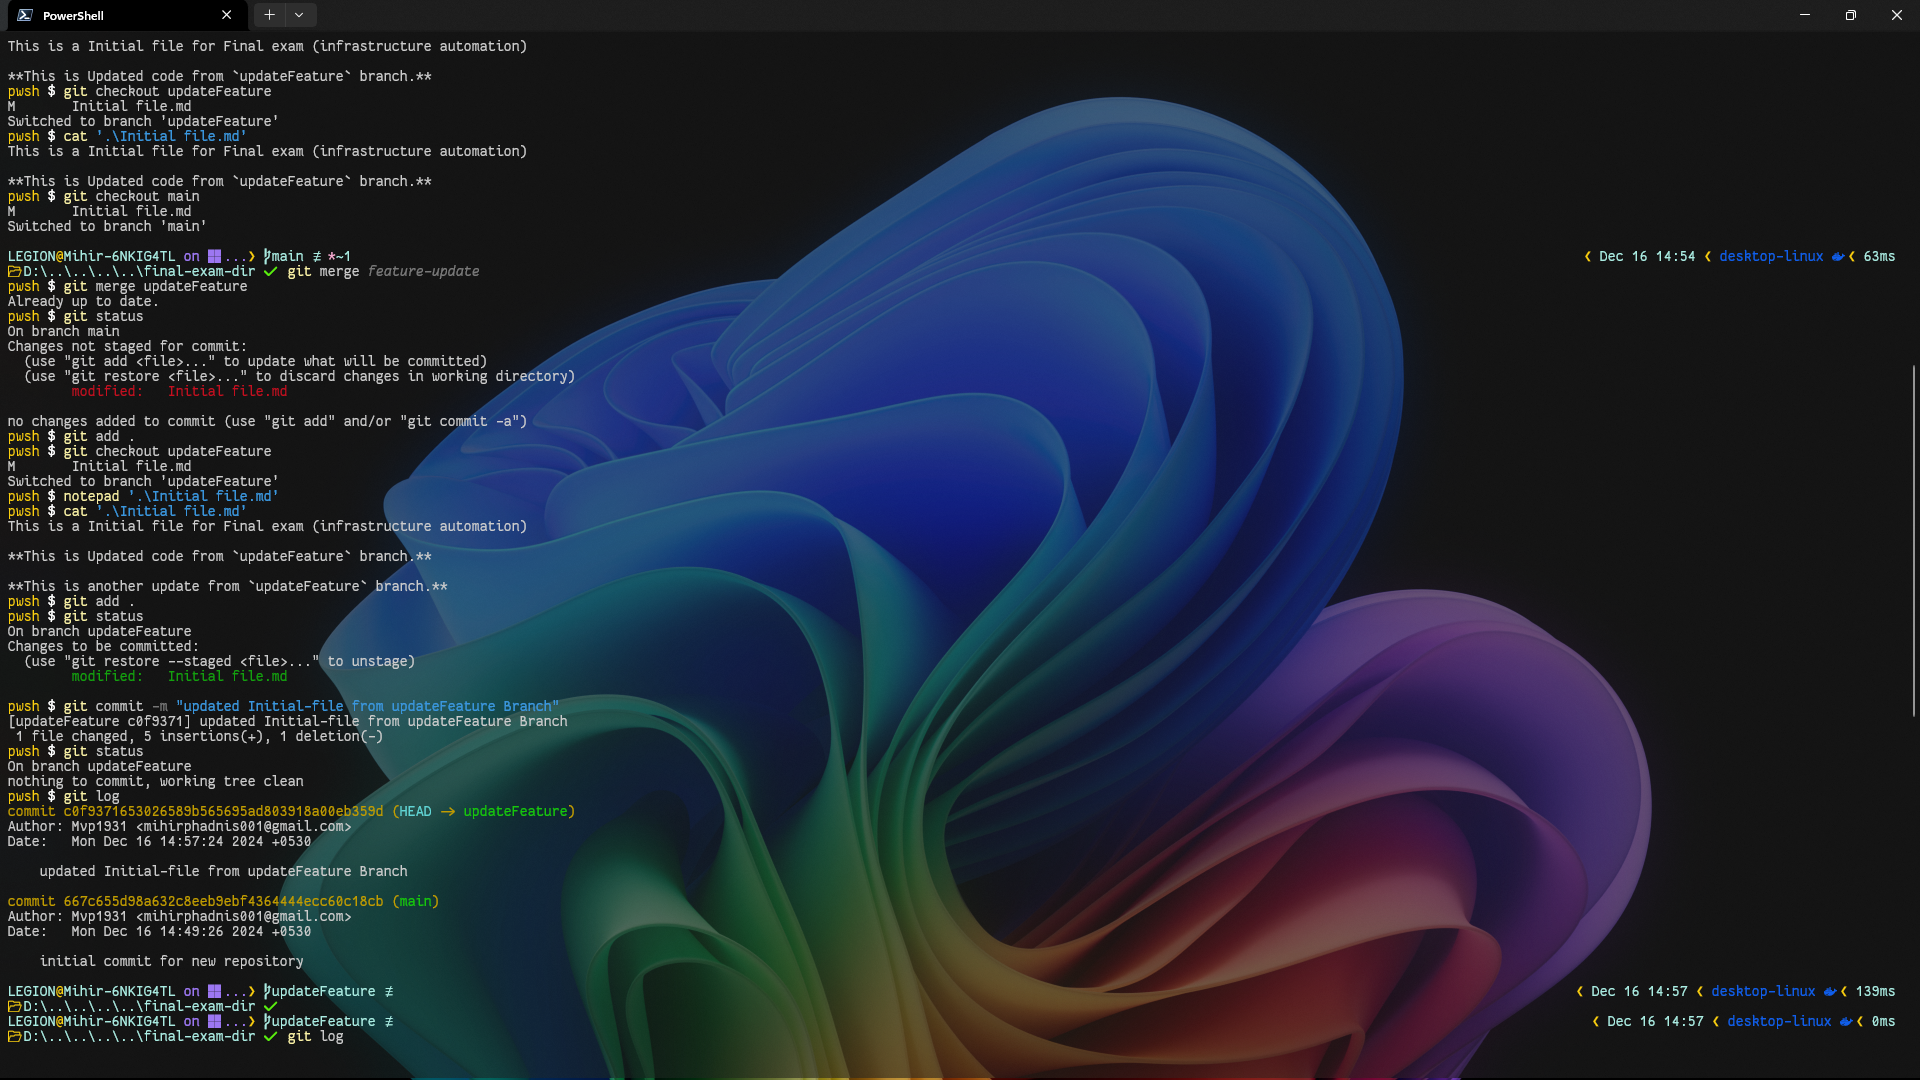 PowerShell
This is a Initial file for Final exam (infrastructure automation)
**This is Updated code from `updateFeature` branch.**
pwsh $ git checkout updateFeature
M       Initial file.md
Switched to branch 'updateFeature'
pwsh $ cat '.\Initial file.md'
This is a Initial file for Final exam (infrastructure automation)
**This is Updated code from `updateFeature` branch.**
pwsh $ git checkout main
M       Initial file.md
Switched to branch 'main'
LEGION@Mihir-6NKIG4TL on ...❯ main ≢ *~1 ❮ Dec 16 14:54 ❮ desktop-linux ❮ 63ms
D:\..\..\..\..\final-exam-dir ✓ git merge feature-update
pwsh $ git merge updateFeature
Already up to date.
pwsh $ git status
On branch main
Changes not staged for commit:
  (use "git add <file>..." to update what will be committed)
  (use "git restore <file>..." to discard changes in working directory)
        modified:   Initial file.md
no changes added to commit (use "git add" and/or "git commit -a")
pwsh $ git add .
pwsh $ git checkout updateFeature
M       Initial file.md
Switched to branch 'updateFeature'
pwsh $ notepad '.\Initial file.md'
pwsh $ cat '.\Initial file.md'
This is a Initial file for Final exam (infrastructure automation)
**This is Updated code from `updateFeature` branch.**
**This is another update from `updateFeature` branch.**
pwsh $ git add .
pwsh $ git status
On branch updateFeature
Changes to be committed:
  (use "git restore --staged <file>..." to unstage)
        modified:   Initial file.md
pwsh $ git commit -m "updated Initial-file from updateFeature Branch"
[updateFeature c0f9371] updated Initial-file from updateFeature Branch
 1 file changed, 5 insertions(+), 1 deletion(-)
pwsh $ git status
On branch updateFeature
nothing to commit, working tree clean
pwsh $ git log
commit c0f9371653026589b565695ad803918a00eb359d (HEAD -> updateFeature)
Author: Mvp1931 <mihirphadnis001@gmail.com>
Date:   Mon Dec 16 14:57:24 2024 +0530
    updated Initial-file from updateFeature Branch
commit 667c655d98a632c8eeb9ebf4364444ecc60c18cb (main)
Author: Mvp1931 <mihirphadnis001@gmail.com>
Date:   Mon Dec 16 14:49:26 2024 +0530
    initial commit for new repository
LEGION@Mihir-6NKIG4TL on ...❯ updateFeature ≢ ❮ Dec 16 14:57 ❮ desktop-linux ❮ 139ms
D:\..\..\..\..\final-exam-dir ✓
LEGION@Mihir-6NKIG4TL on ...❯ updateFeature ≢ ❮ Dec 16 14:57 ❮ desktop-linux ❮ 0ms
D:\..\..\..\..\final-exam-dir ✓ git log